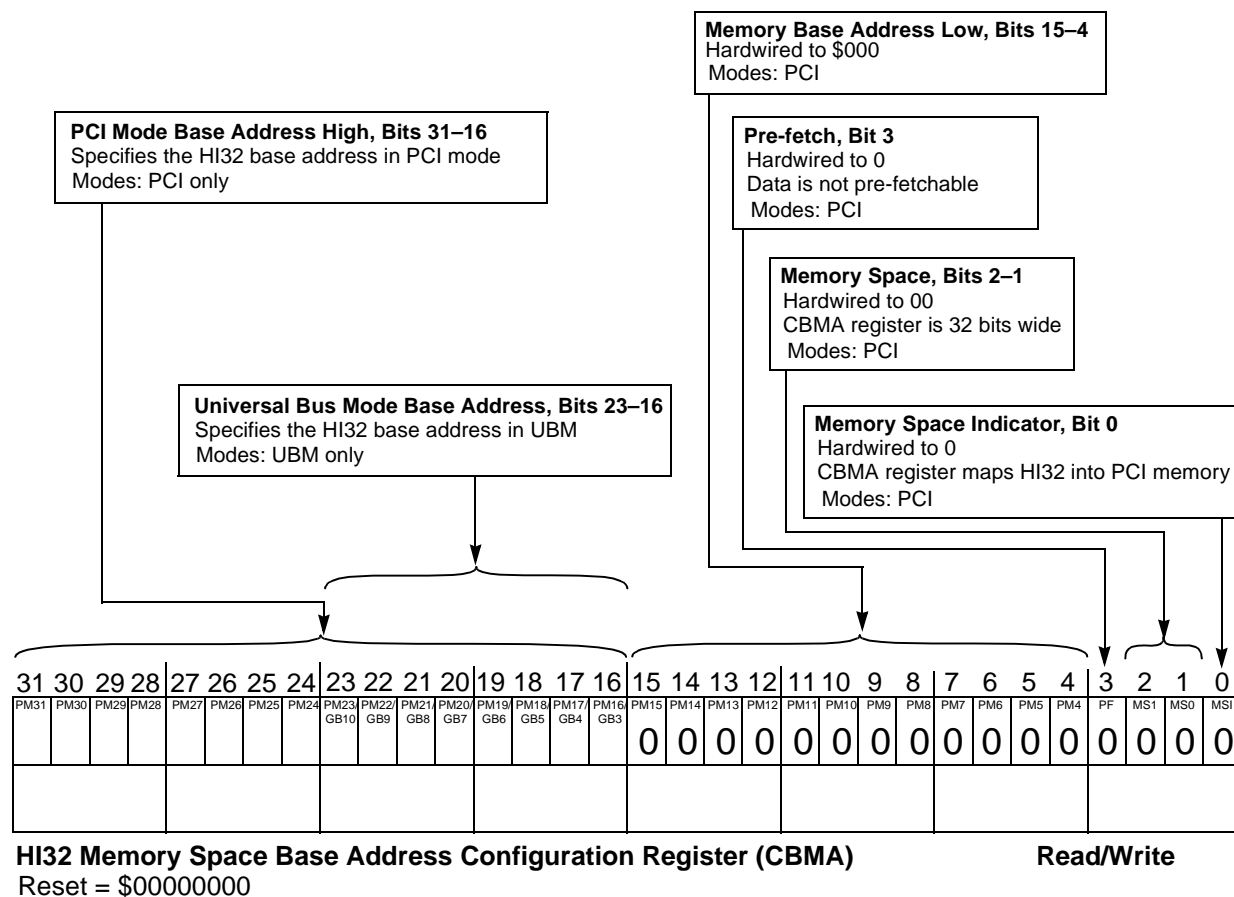 Memory Base Address Low, Bits 15–4
Hardwired to $000
Modes: PCI
PCI Mode Base Address High, Bits 31–16
Specifies the HI32 base address in PCI mode
Modes: PCI only
Pre-fetch, Bit 3
Hardwired to 0
Data is not pre-fetchable
Modes: PCI
Memory Space, Bits 2–1
Hardwired to 00
CBMA register is 32 bits wide
Modes: PCI
Universal Bus Mode Base Address, Bits 23–16
Specifies the HI32 base address in UBM
Modes: UBM only
Memory Space Indicator, Bit 0
Hardwired to 0
CBMA register maps HI32 into PCI memory
Modes: PCI
31 30 29 28 27 26 25 24 23 22 21 20 19 18 17 16 15 14 13 12 11 10 9 8 7 6 5 4 3 2 1 0
PM31 PM30 PM29 PM28 PM27 PM26 PM25 PM24 PM23/ PM22/ PM21/ PM20/ PM19/ PM18/ PM17/ PM16/ PM15 PM14 PM13 PM12 PM11 PM10 PM9 PM8 PM7 PM6 PM5 PM4 PF MS1 MS0 MSI
GB10 GB9 GB8 GB7 GB6 GB5 GB4 GB3
0 0 0 0 0 0 0 0 0 0 0 0 0 0 0 0
HI32 Memory Space Base Address Configuration Register (CBMA) Read/Write
Reset = $00000000